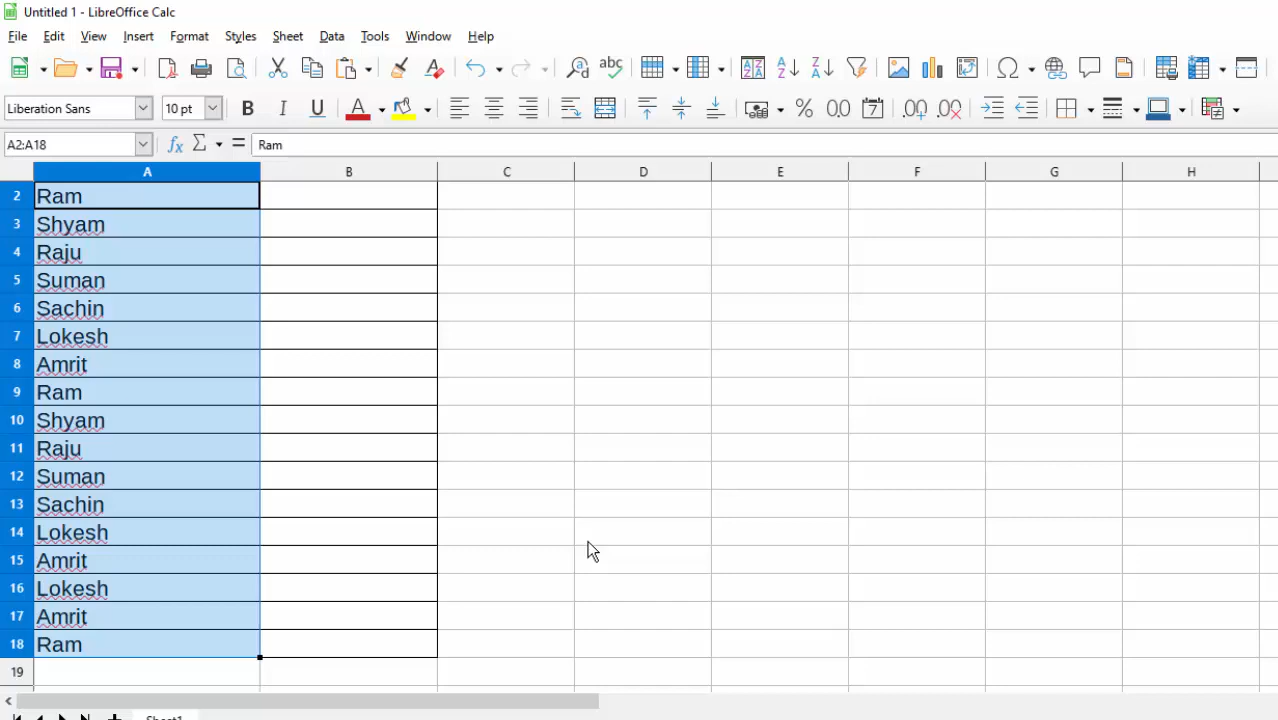 Untitled 1 - LibreOffice Calc
File Edit View Insert Format Styles Sheet Data Tools Window Help
Liberation Sans 10 pt
A2:A18 Ram
A B C D E F G H
2 Ram
3 Shyam
4 Raju
5 Suman
6 Sachin
7 Lokesh
8 Amrit
9 Ram
10 Shyam
11 Raju
12 Suman
13 Sachin
14 Lokesh
15 Amrit
16 Lokesh
17 Amrit
18 Ram
19
Sheet1